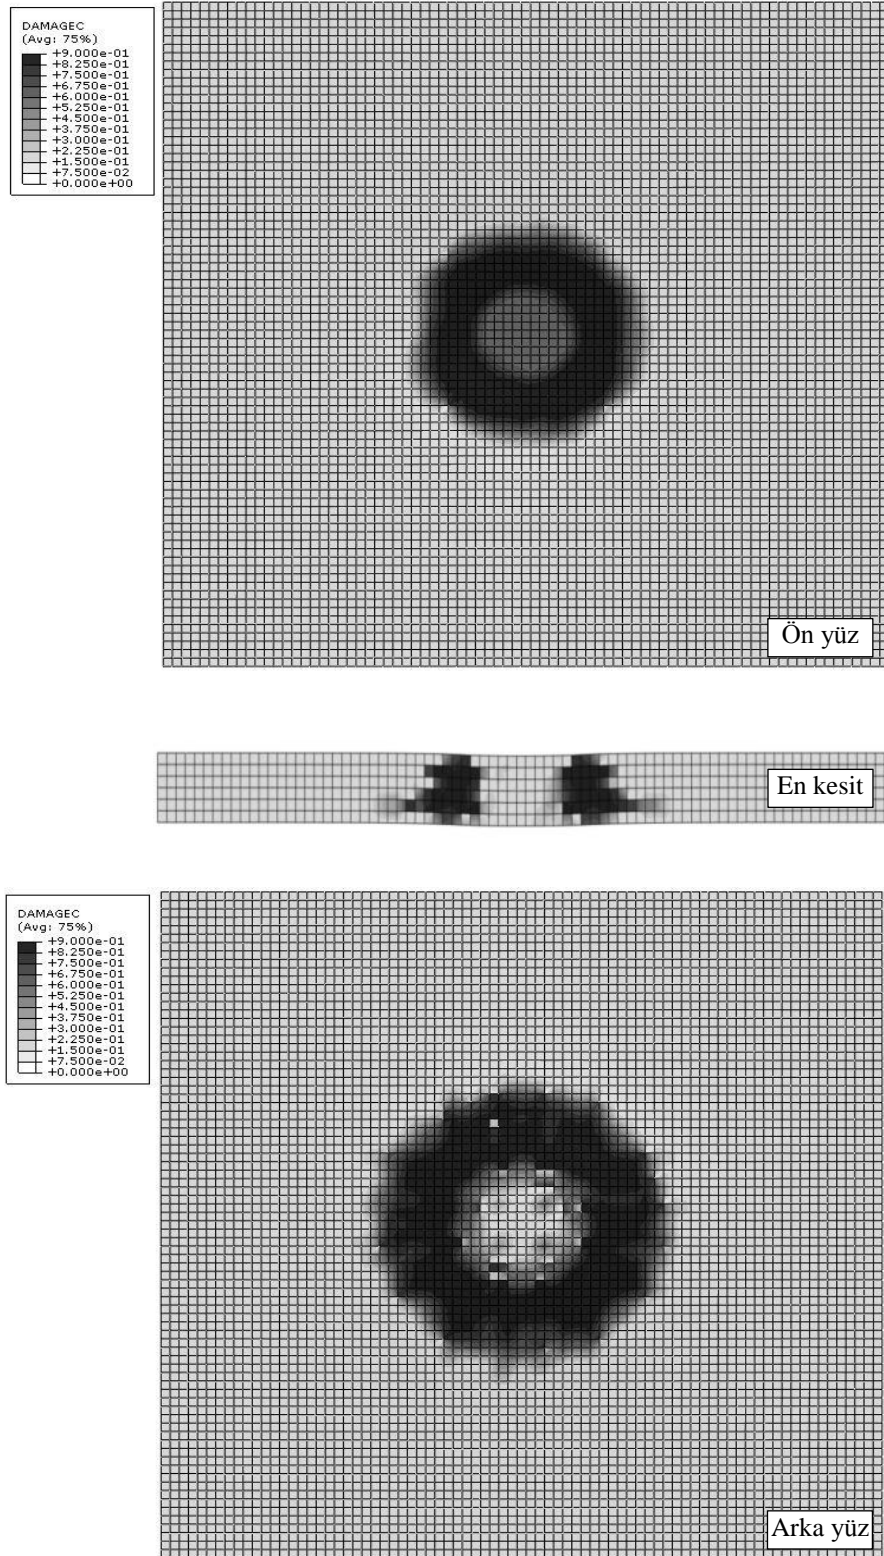 DAMAGEC
(Avg: 75%)
+9.000e-01
+8.250e-01
+7.500e-01
+6.750e-01
+6.000e-01
+5.250e-01
+4.500e-01
+3.750e-01
+3.000e-01
+2.250e-01
+1.500e-01
+7.500e-02
+0.000e+00
Ön yüz
En kesit
DAMAGEC
(Avg: 75%)
+9.000e-01
+8.250e-01
+7.500e-01
+6.750e-01
+6.000e-01
+5.250e-01
+4.500e-01
+3.750e-01
+3.000e-01
+2.250e-01
+1.500e-01
+7.500e-02
+0.000e+00
Arka yüz